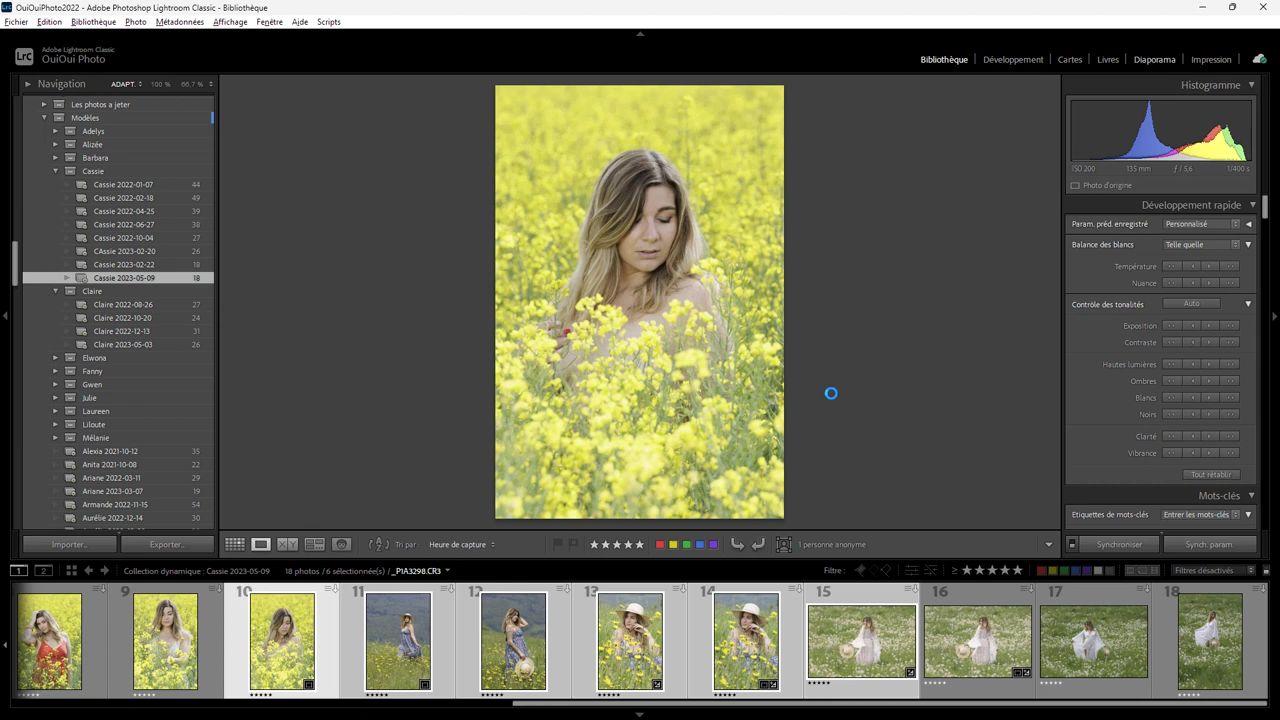 OuiOuiPhoto2022 - Adobe Photoshop Lightroom Classic - Bibliothèque
Fichier Edition Bibliothèque Photo Métadonnées Affichage Fenêtre Aide Scripts
Lrc
Adobe Lightroom Classic
OuiOui Photo
Bibliothèque Développement Cartes Livres Diaporama Impression
Navigation ADAPT. 100 % 66.7 %
Les photos a jeter
Modèles
Adelys
Alizée
Barbara
Cassie
Cassie 2022-01-07 44
Cassie 2022-02-18 49
Cassie 2022-04-25 39
Cassie 2022-06-27 38
Cassie 2022-10-04 27
CAssie 2023-02-20 26
Cassie 2023-02-22 18
Cassie 2023-05-09 18
Claire
Claire 2022-08-26 27
Claire 2022-10-20 24
Claire 2022-12-13 31
Claire 2023-05-03 26
Elwona
Fanny
Gwen
Julie
Laureen
Liloute
Mélanie
Alexia 2021-10-12 35
Anita 2021-10-08 22
Ariane 2022-03-11 29
Ariane 2023-03-07 19
Armande 2022-11-15 54
Aurélie 2022-12-14 30
Importer... Exporter...
Histogramme
ISO 200 135 mm ƒ / 5,6 1/400 s
Photo d'origine
Développement rapide
Param. préd. enregistré Personnalisé
Balance des blancs Telle quelle
Température
Nuance
Contrôle des tonalités Auto
Exposition
Contraste
Hautes lumières
Ombres
Blancs
Noirs
Clarté
Vibrance
Tout rétablir
Mots-clés
Etiquettes de mots-clés Entrer les mots-clés
Synchroniser Synch. param.
XY Tri par : Heure de capture 1 personne anonyme
1 2 Collection dynamique : Cassie 2023-05-09 18 photos / 6 sélectionnée(s) / _P1A3298.CR3 Filtre : Filtres désactivés
9 10 11 12 13 14 15 16 17 18